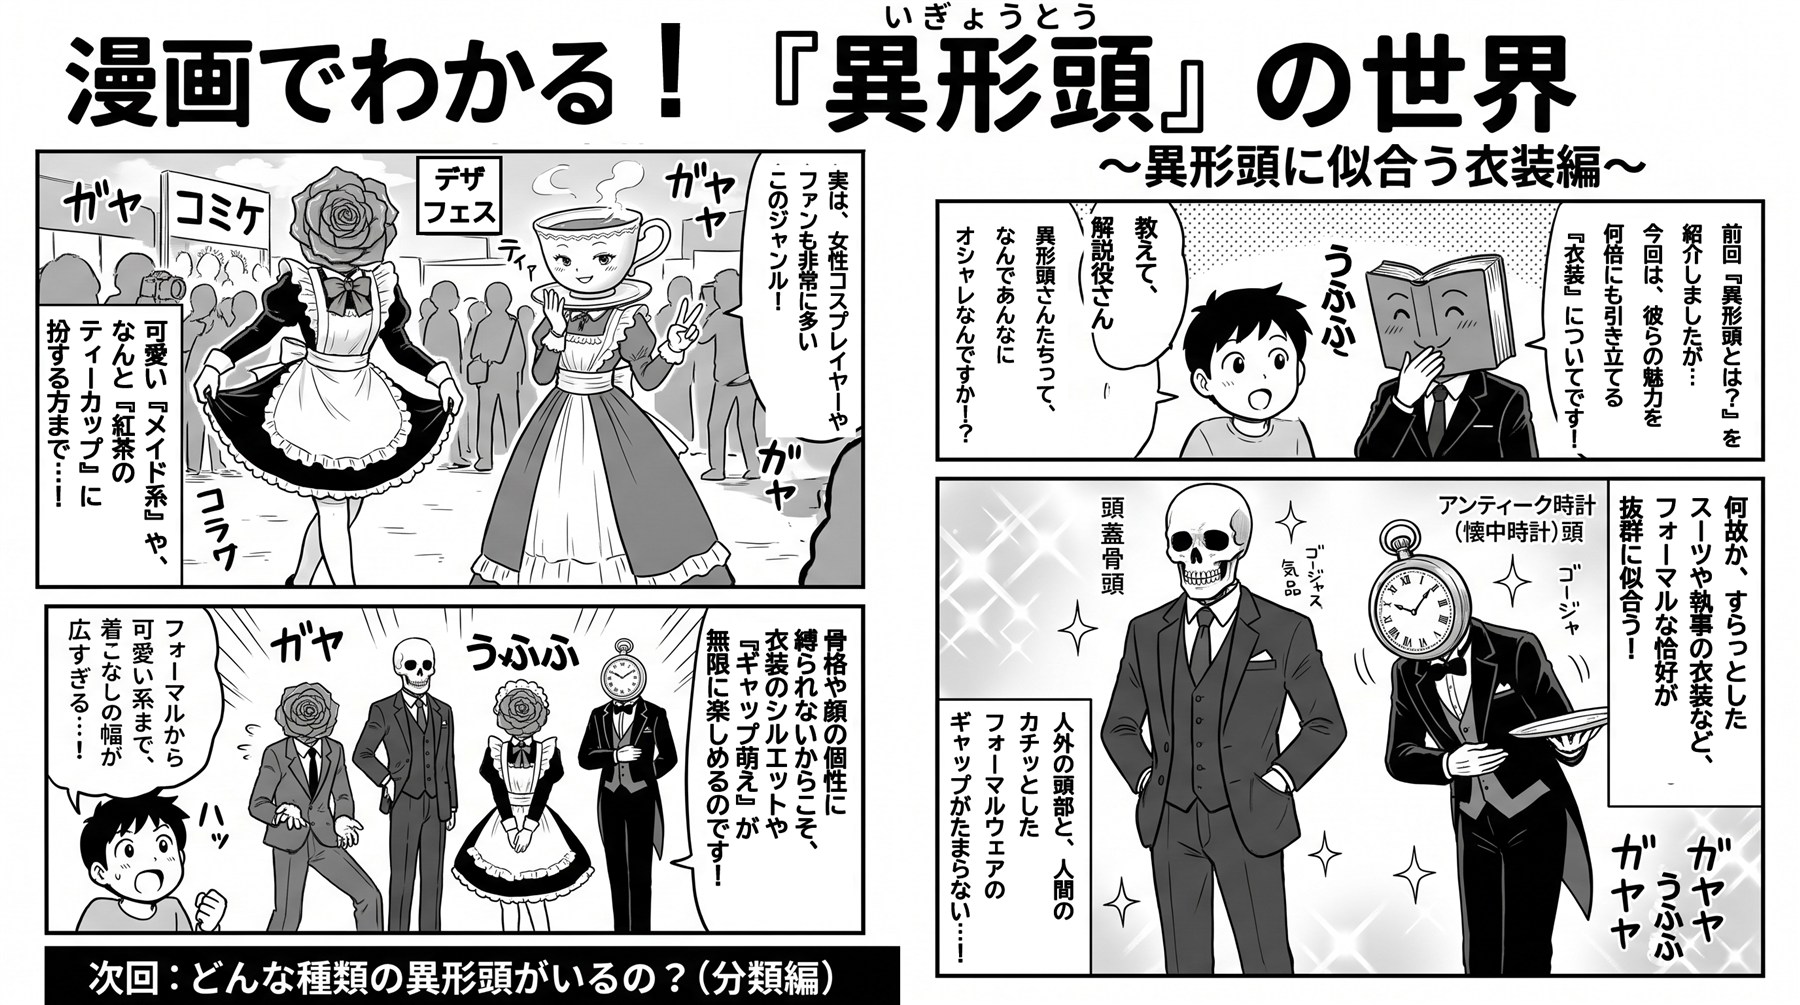 いぎょうとう
漫画でわかる！『異形頭』の世界
～異形頭に似合う衣装編～
前回『異形頭とは？』を
紹介しましたが…
今回は、彼らの魅力を
何倍にも引き立てる
『衣装』についてです！
うふふ
教えて、
解説役さん
異形頭さんたちって、
なんであんなに
オシャレなんですか！？
何故か、すらっとした
スーツや執事の衣装など、
フォーマルな恰好が
抜群に似合う！
アンティーク時計
（懐中時計）頭
ゴージャ
頭蓋骨頭
ゴージャス
気品
人外の頭部と、人間の
カチッとした
フォーマルウェアの
ギャップがたまらない…！
ガヤヤ
うふふ
ガヤヤ
実は、女性コスプレイヤーや
ファンも非常に多い
このジャンル！
ガヤヤ
デザ
フェス
ティァ
コミケ
ガヤ
ガヤ
可愛い『メイド系』や、
なんと『紅茶の
ティーカップ』に
扮する方まで…！
コラワ
骨格や顔の個性に
縛られないからこそ、
衣装のシルエットや
『ギャップ萌え』が
無限に楽しめるのです！
うふふ
ガヤ
フォーマルから
可愛い系まで、
着こなしの幅が
広すぎる…！
ハッ
次回：どんな種類の異形頭がいるの？（分類編）